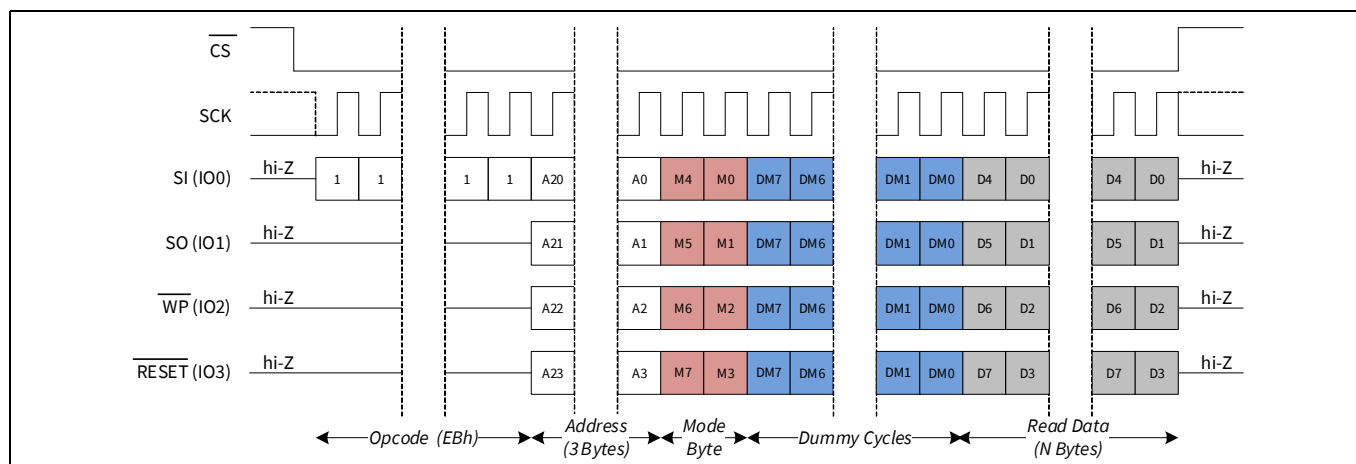 CS
SCK
SI (IO0) hi-Z 1 1 1 1 A20 A0 M4 M0 DM7 DM6 DM1 DM0 D4 D0 D4 D0 hi-Z
SO (IO1) hi-Z A21 A1 M5 M1 DM7 DM6 DM1 DM0 D5 D1 D5 D1 hi-Z
WP (IO2) hi-Z A22 A2 M6 M2 DM7 DM6 DM1 DM0 D6 D2 D6 D2 hi-Z
RESET (IO3) hi-Z A23 A3 M7 M3 DM7 DM6 DM1 DM0 D7 D3 D7 D3 hi-Z
Opcode (EBh) Address Mode Dummy Cycles Read Data
(3 Bytes) Byte (N Bytes)